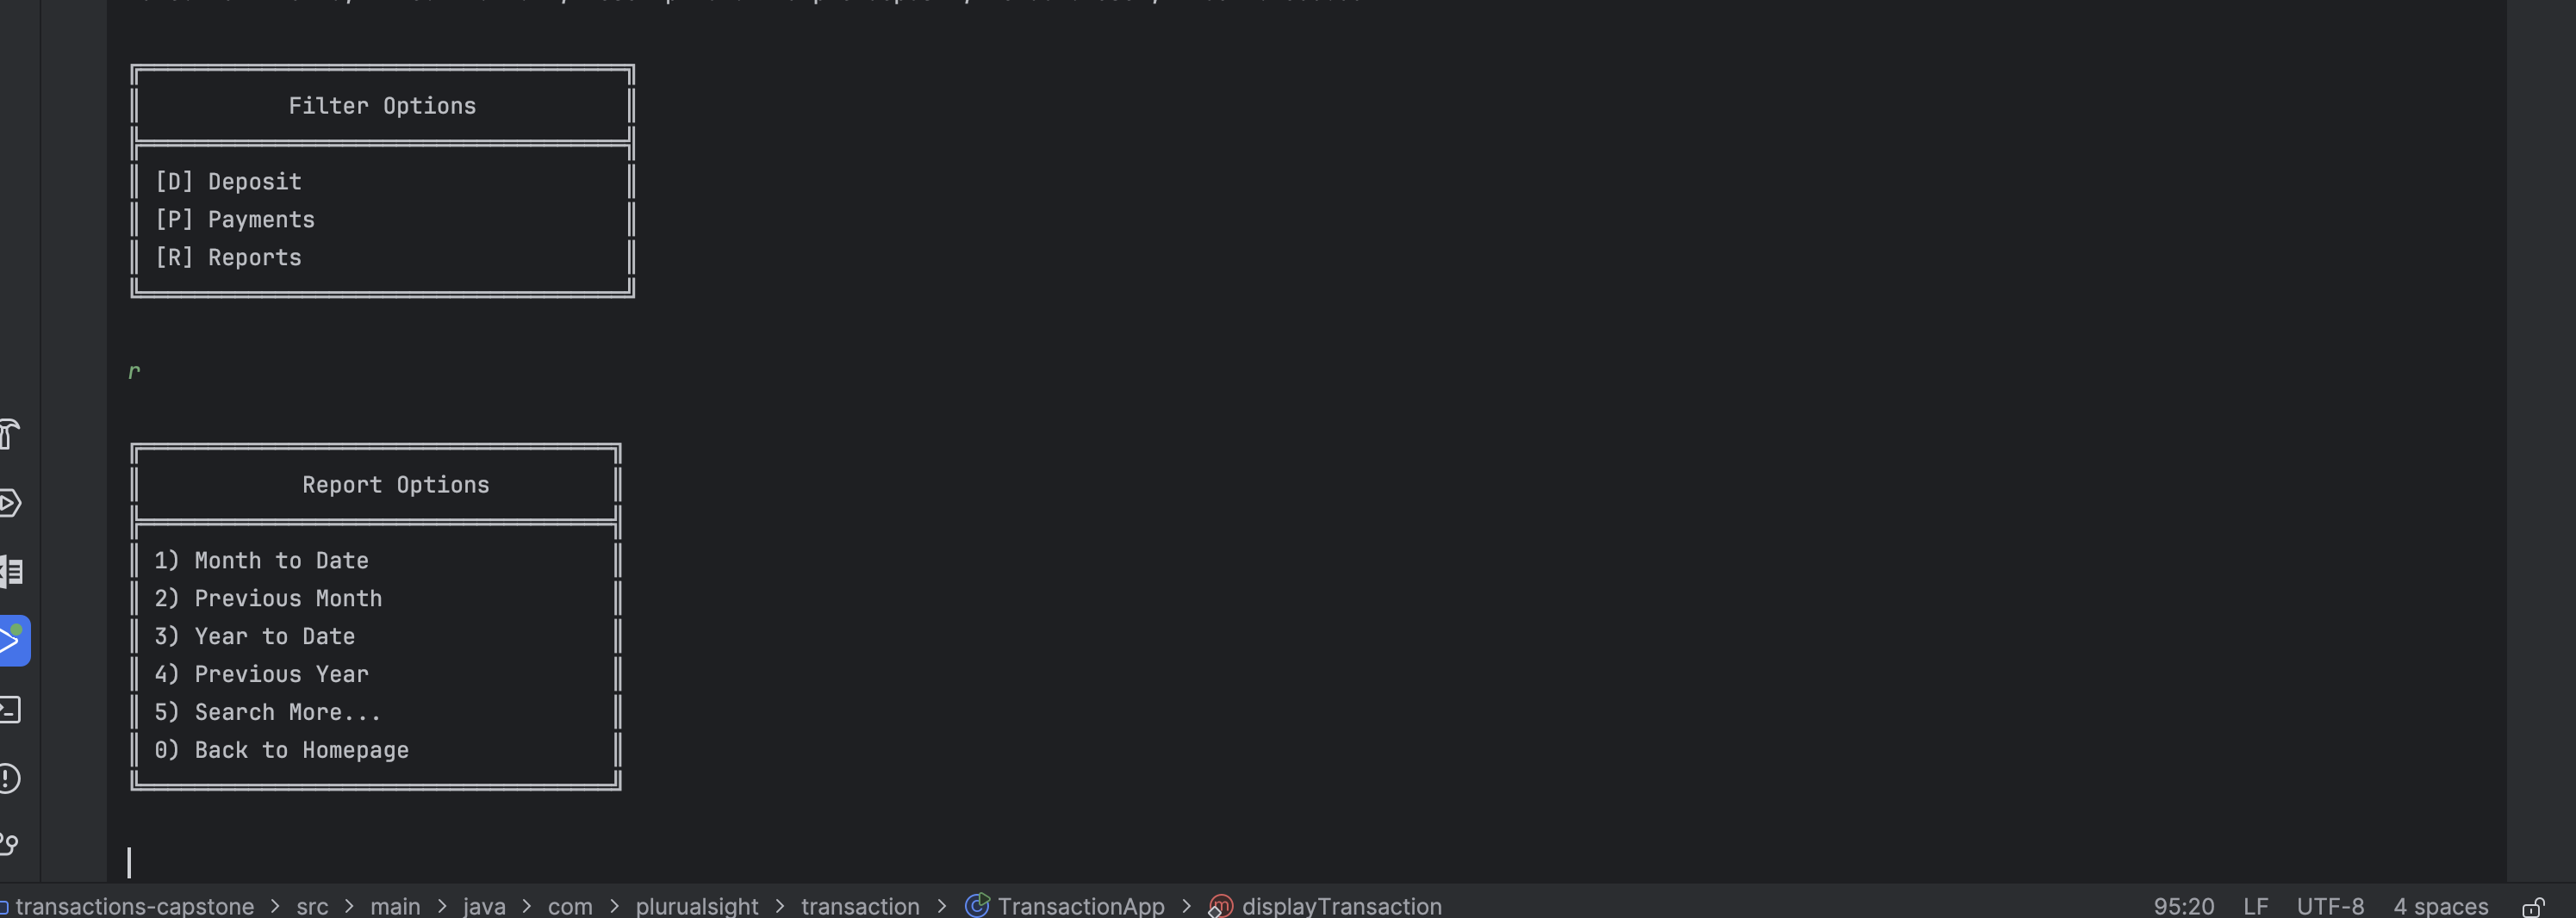 Filter Options
[D] Deposit
[P] Payments
[R] Reports
r
Report Options
1) Month to Date
2) Previous Month
3) Year to Date
4) Previous Year
5) Search More...
0) Back to Homepage
transactions-capstone > src > main > java > com > plurualsight > transaction > TransactionApp > displayTransaction 95:20 LF UTF-8 4 spaces